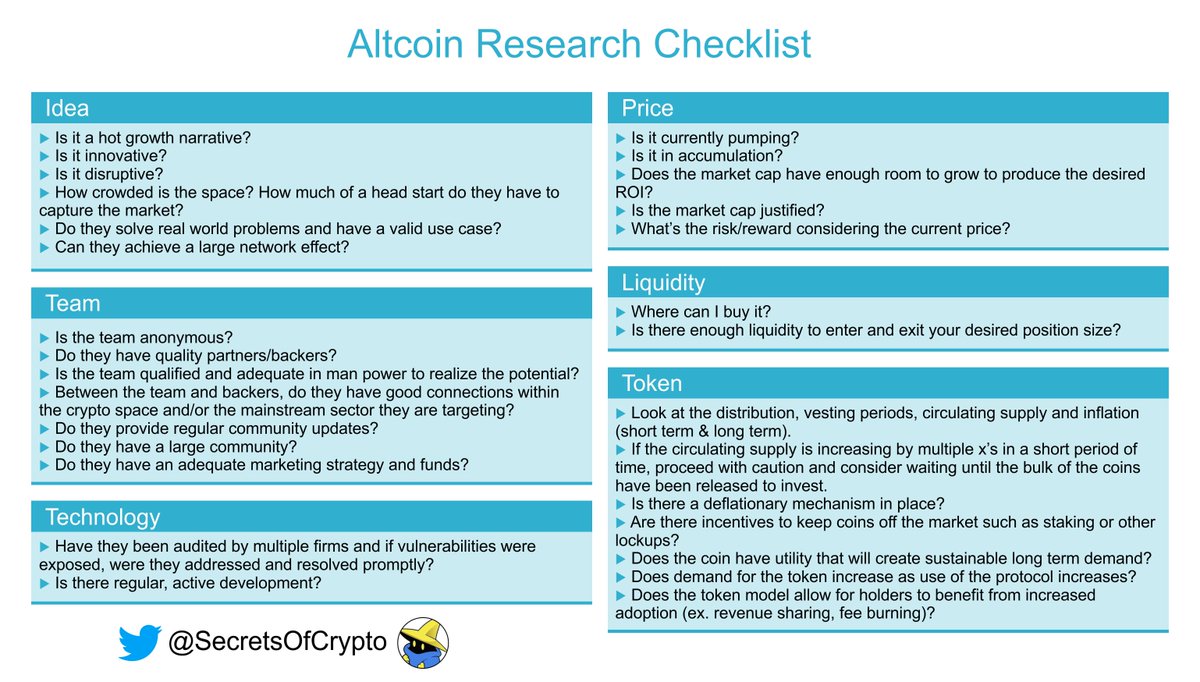 Altcoin Research Checklist
Idea
Is it a hot growth narrative?
Is it innovative?
Is it disruptive?
How crowded is the space? How much of a head start do they have to
capture the market?
Do they solve real world problems and have a valid use case?
Can they achieve a large network effect?
Team
Is the team anonymous?
Do they have quality partners/backers?
Is the team qualified and adequate in man power to realize the potential?
Between the team and backers, do they have good connections within
the crypto space and/or the mainstream sector they are targeting?
Do they provide regular community updates?
Do they have a large community?
Do they have an adequate marketing strategy and funds?
Technology
Have they been audited by multiple firms and if vulnerabilities were
exposed, were they addressed and resolved promptly?
Is there regular, active development?
@SecretsOfCrypto
Price
Is it currently pumping?
Is it in accumulation?
Does the market cap have enough room to grow to produce the desired
ROI?
Is the market cap justified?
What's the risk/reward considering the current price?
Liquidity
Where can I buy it?
Is there enough liquidity to enter and exit your desired position size?
Token
Look at the distribution, vesting periods, circulating supply and inflation
(short term & long term).
If the circulating supply is increasing by multiple x's in a short period of
time, proceed with caution and consider waiting until the bulk of the coins
have been released to invest.
Is there a deflationary mechanism in place?
Are there incentives to keep coins off the market such as staking or other
lockups?
Does the coin have utility that will create sustainable long term demand?
Does demand for the token increase as use of the protocol increases?
Does the token model allow for holders to benefit from increased
adoption (ex. revenue sharing, fee burning)?